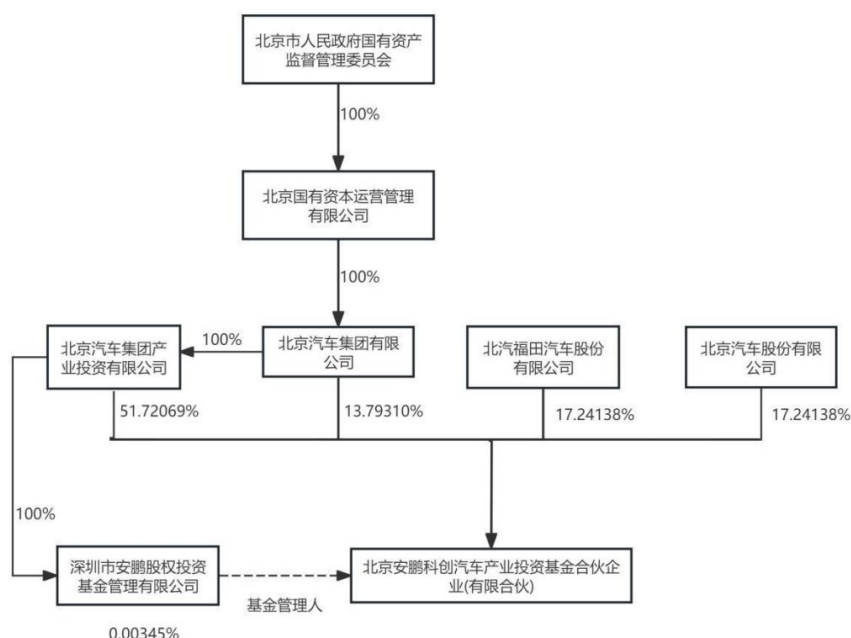 北京市人民政府国有资产
监督管理委员会
100%
北京国有资本运营管理
有限公司
100%
北京汽车集团产
业投资有限公司
100%
北京汽车集团有限
公司
北汽福田汽车股份
有限公司
北京汽车股份有限
公司
51.72069%
13.79310%
17.24138%
17.24138%
100%
深圳市安鹏股权投资
基金管理有限公司
基金管理人
北京安鹏科创汽车产业投资基金合伙企
业(有限合伙)
0.00345%